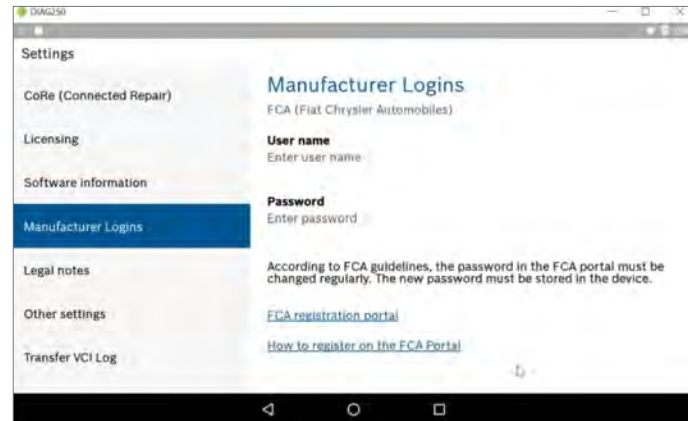 DIAG250
Settings
CoRe (Connected Repair)
Licensing
Software information
Manufacturer Logins
Legal notes
Other settings
Transfer VCI Log
Manufacturer Logins
FCA (Fiat Chrysler Automobiles)
User name
Enter user name
Password
Enter password
According to FCA guidelines, the password in the FCA portal must be
changed regularly. The new password must be stored in the device.
FCA registration portal
How to register on the FCA Portal